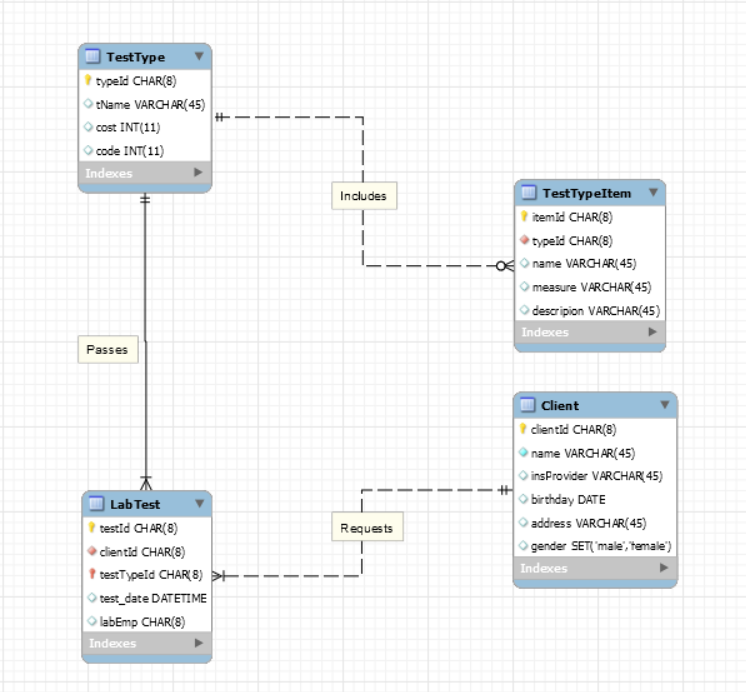 TestType
typeId CHAR(8)
tName VARCHAR(45)
cost INT(11)
code INT(11)
Indexes
Includes
TestTypeItem
itemId CHAR(8)
typeId CHAR(8)
name VARCHAR(45)
measure VARCHAR(45)
descripion VARCHAR(45)
Indexes
Passes
Client
clientId CHAR(8)
name VARCHAR(45)
insProvider VARCHAR(45)
birthday DATE
address VARCHAR(45)
gender SET('male','female')
Indexes
Requests
LabTest
testId CHAR(8)
clientId CHAR(8)
testTypeId CHAR(8)
test_date DATETIME
labEmp CHAR(8)
Indexes